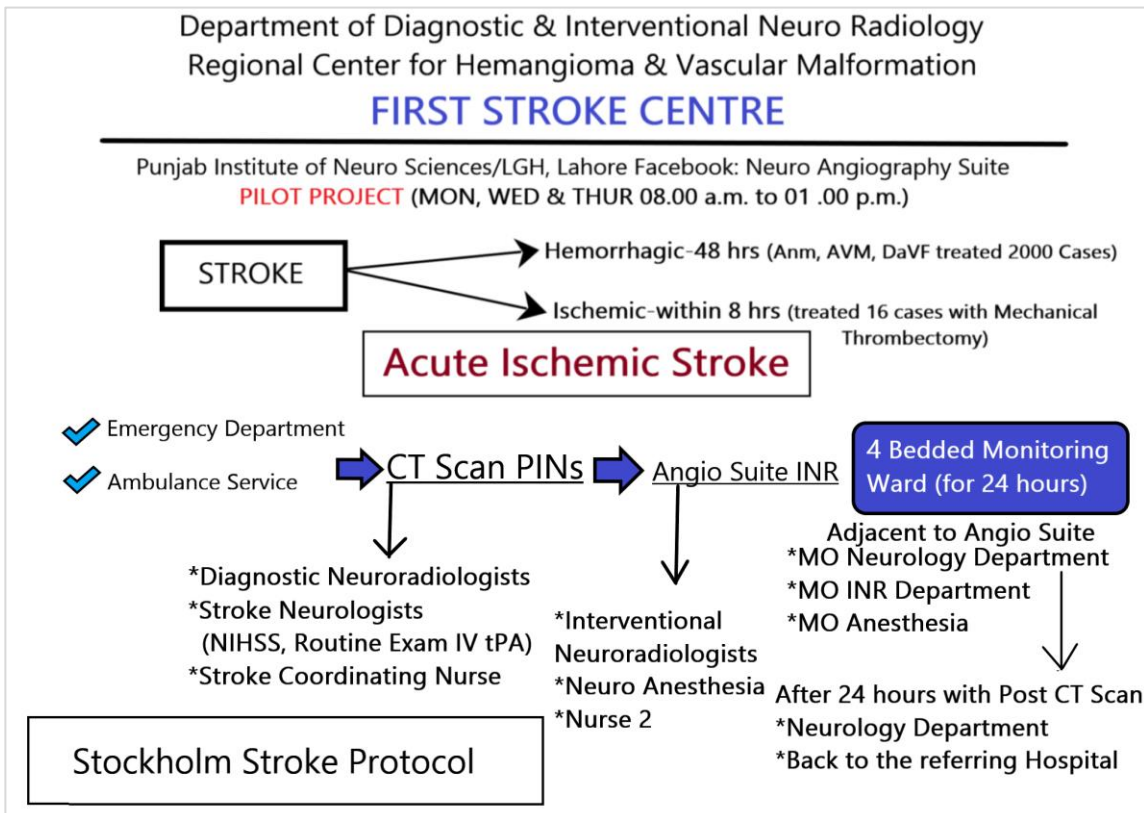 Department of Diagnostic & Interventional Neuro Radiology
Regional Center for Hemangioma & Vascular Malformation
FIRST STROKE CENTRE
Punjab Institute of Neuro Sciences/LGH, Lahore Facebook: Neuro Angiography Suite
PILOT PROJECT (MON, WED & THUR 08.00 a.m. to 01 .00 p.m.)
STROKE
Hemorrhagic-48 hrs (Anm, AVM, DaVF treated 2000 Cases)
Ischemic-within 8 hrs (treated 16 cases with Mechanical
Thrombectomy)
Acute Ischemic Stroke
Emergency Department
Ambulance Service
CT Scan PINs
Angio Suite INR
4 Bedded Monitoring
Ward (for 24 hours)
*Diagnostic Neuroradiologists
*Stroke Neurologists
(NIHSS, Routine Exam IV tPA)
*Stroke Coordinating Nurse
*Interventional
Neuroradiologists
*Neuro Anesthesia
*Nurse 2
Adjacent to Angio Suite
*MO Neurology Department
*MO INR Department
*MO Anesthesia
After 24 hours with Post CT Scan
*Neurology Department
*Back to the referring Hospital
Stockholm Stroke Protocol